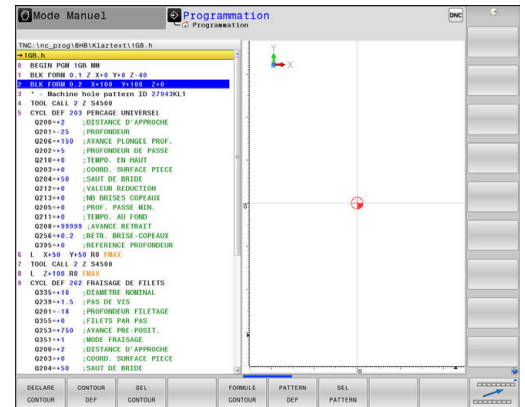 Mode Manuel
Programmation
Programmation
DNC
TNC:\nc_prog\BHB\Klartext\1GB.h
→1GB.h
0 BEGIN PGM 1GB MM
1 BLK FORM 0.1 Z X+0 Y+0 Z-40
2 BLK FORM 0.2 X+100 Y+100 Z+0
3 * - Machine hole pattern ID 27943KL1
4 TOOL CALL 2 Z S4500
5 CYCL DEF 203 PERCAGE UNIVERSEL
Q200=+2 ;DISTANCE D'APPROCHE
Q201=-25 ;PROFONDEUR
Q206=+150 ;AVANCE PLONGEE PROF.
Q202=+5 ;PROFONDEUR DE PASSE
Q210=+0 ;TEMPO. EN HAUT
Q203=+0 ;COORD. SURFACE PIECE
Q204=+50 ;SAUT DE BRIDE
Q212=+0 ;VALEUR REDUCTION
Q213=+0 ;NB BRISES COPEAUX
Q205=+0 ;PROF. PASSE MIN.
Q211=+0 ;TEMPO. AU FOND
Q208=+99999 ;AVANCE RETRAIT
Q256=+0.2 ;RETR. BRISE-COPEAUX
Q395=+0 ;REFERENCE PROFONDEUR
6 L X+50 Y+50 R0 FMAX
7 TOOL CALL 2 Z S4500
8 L Z+100 R0 FMAX
9 CYCL DEF 262 FRAISAGE DE FILETS
Q335=+10 ;DIAMETRE NOMINAL
Q239=+1.5 ;PAS DE VIS
Q201=-18 ;PROFONDEUR FILETAGE
Q355=+0 ;FILETS PAR PAS
Q253=+750 ;AVANCE PRE-POSIT.
Q351=+1 ;MODE FRAISAGE
Q200=+2 ;DISTANCE D'APPROCHE
Q203=+0 ;COORD. SURFACE PIECE
Q204=+50 ;SAUT DE BRIDE
Y
X
0
0
DECLARE CONTOUR
CONTOUR DEF
SEL CONTOUR
FORMULE CONTOUR
PATTERN DEF
SEL PATTERN